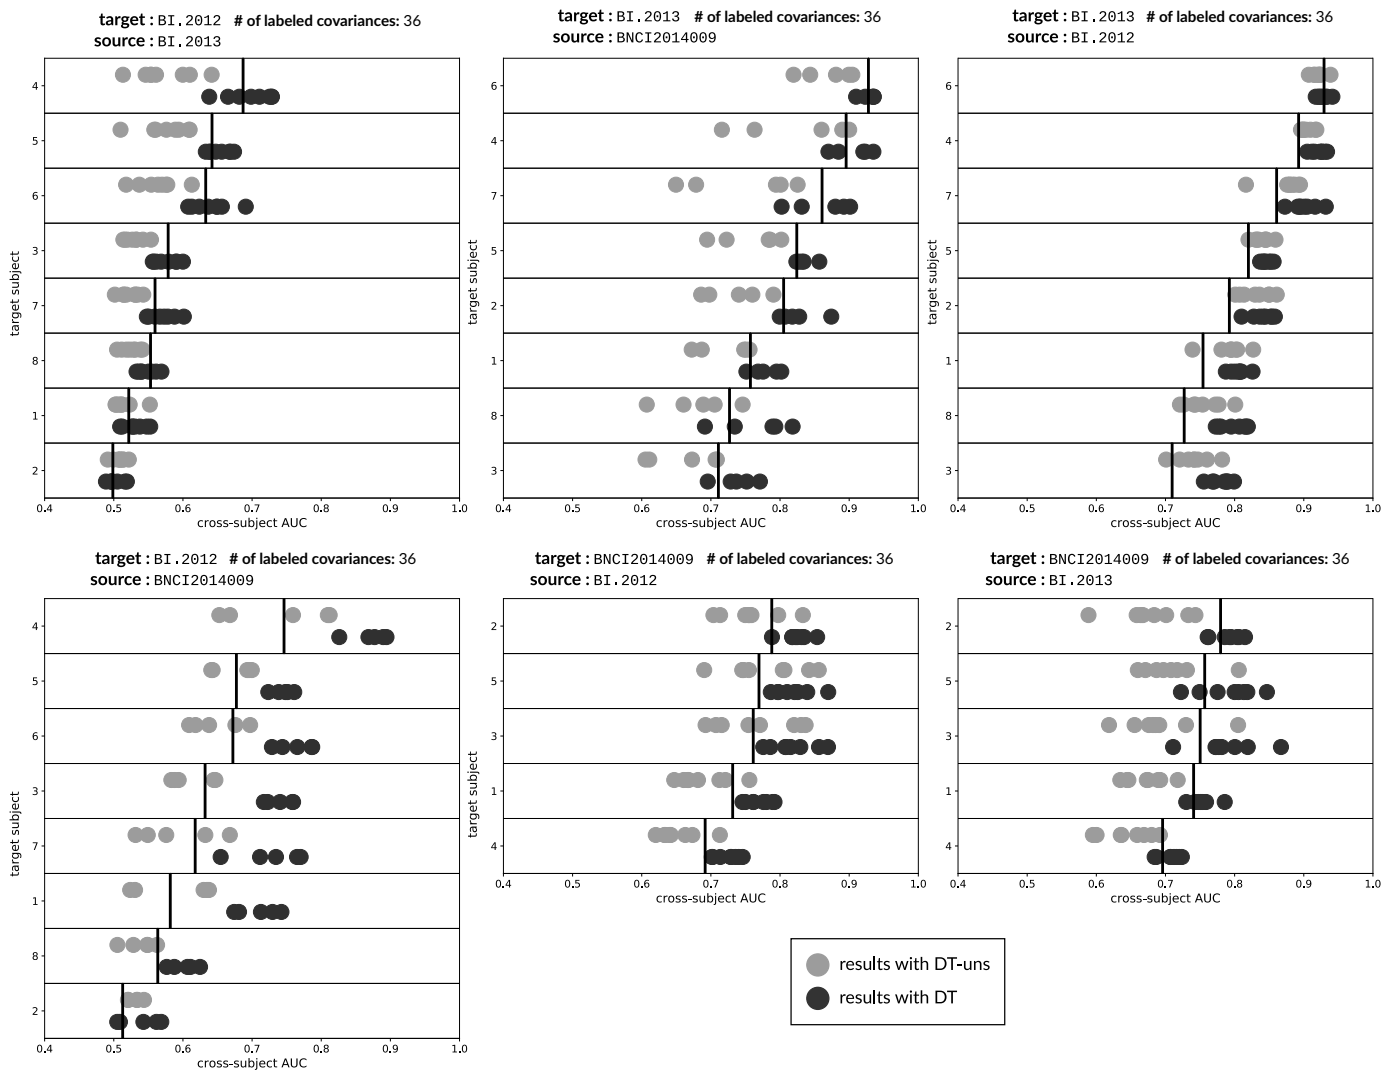 target : BI.2012 # of labeled covariances: 36
source : BI.2013
target subject
4
5
6
3
7
8
1
2
0.4 0.5 0.6 0.7 0.8 0.9 1.0
cross-subject AUC
target : BI.2013 # of labeled covariances: 36
source : BNCI2014009
target subject
6
4
7
5
2
1
8
3
0.4 0.5 0.6 0.7 0.8 0.9 1.0
cross-subject AUC
target : BI.2013 # of labeled covariances: 36
source : BI.2012
target subject
6
4
7
5
2
1
8
3
0.4 0.5 0.6 0.7 0.8 0.9 1.0
cross-subject AUC
target : BI.2012 # of labeled covariances: 36
source : BNCI2014009
target subject
4
5
6
3
7
1
8
2
0.4 0.5 0.6 0.7 0.8 0.9 1.0
cross-subject AUC
target : BNCI2014009 # of labeled covariances: 36
source : BI.2012
target subject
2
5
3
1
4
0.4 0.5 0.6 0.7 0.8 0.9 1.0
cross-subject AUC
target : BNCI2014009 # of labeled covariances: 36
source : BI.2013
target subject
2
5
3
1
4
0.4 0.5 0.6 0.7 0.8 0.9 1.0
cross-subject AUC
results with DT-uns
results with DT